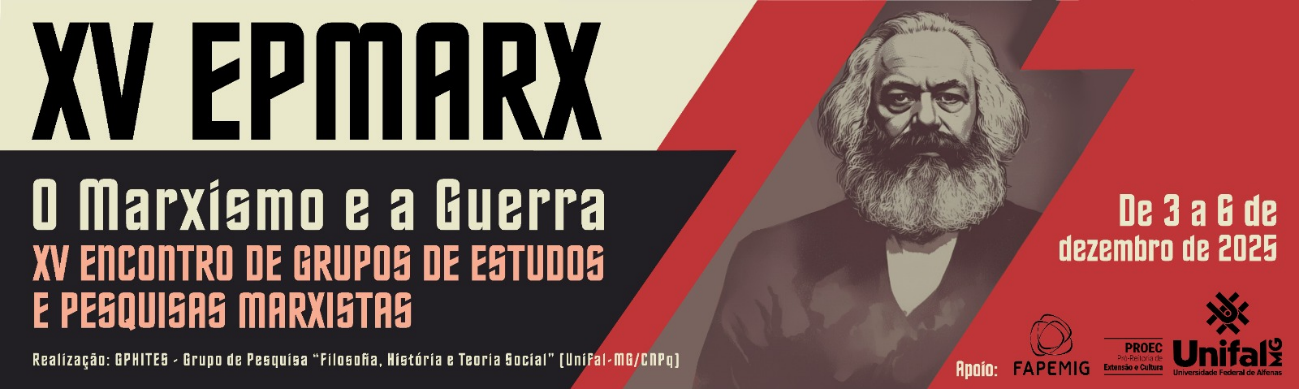 XV EPMARX
O Marxismo e a Guerra
XV ENCONTRO DE GRUPOS DE ESTUDOS
E PESQUISAS MARXISTAS
Realização: GPHITES - Grupo de Pesquisa "Filosofia, História e Teoria Social" (Unifal-MG/CNPq)
De 3 a 6 de
dezembro de 2025
Apoio:
FAPEMIG
PROEC
Pró-Reitoria de
Extensão e Cultura
Unifal MG
Universidade Federal de Alfenas